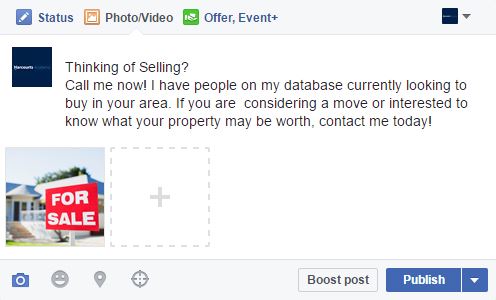 Status Photo/Video Offer, Event+
Harcourts
Thinking of Selling?
Call me now! I have people on my database currently looking to
buy in your area. If you are  considering a move or interested to
know what your property may be worth, contact me today!
FOR
SALE
Boost post Publish